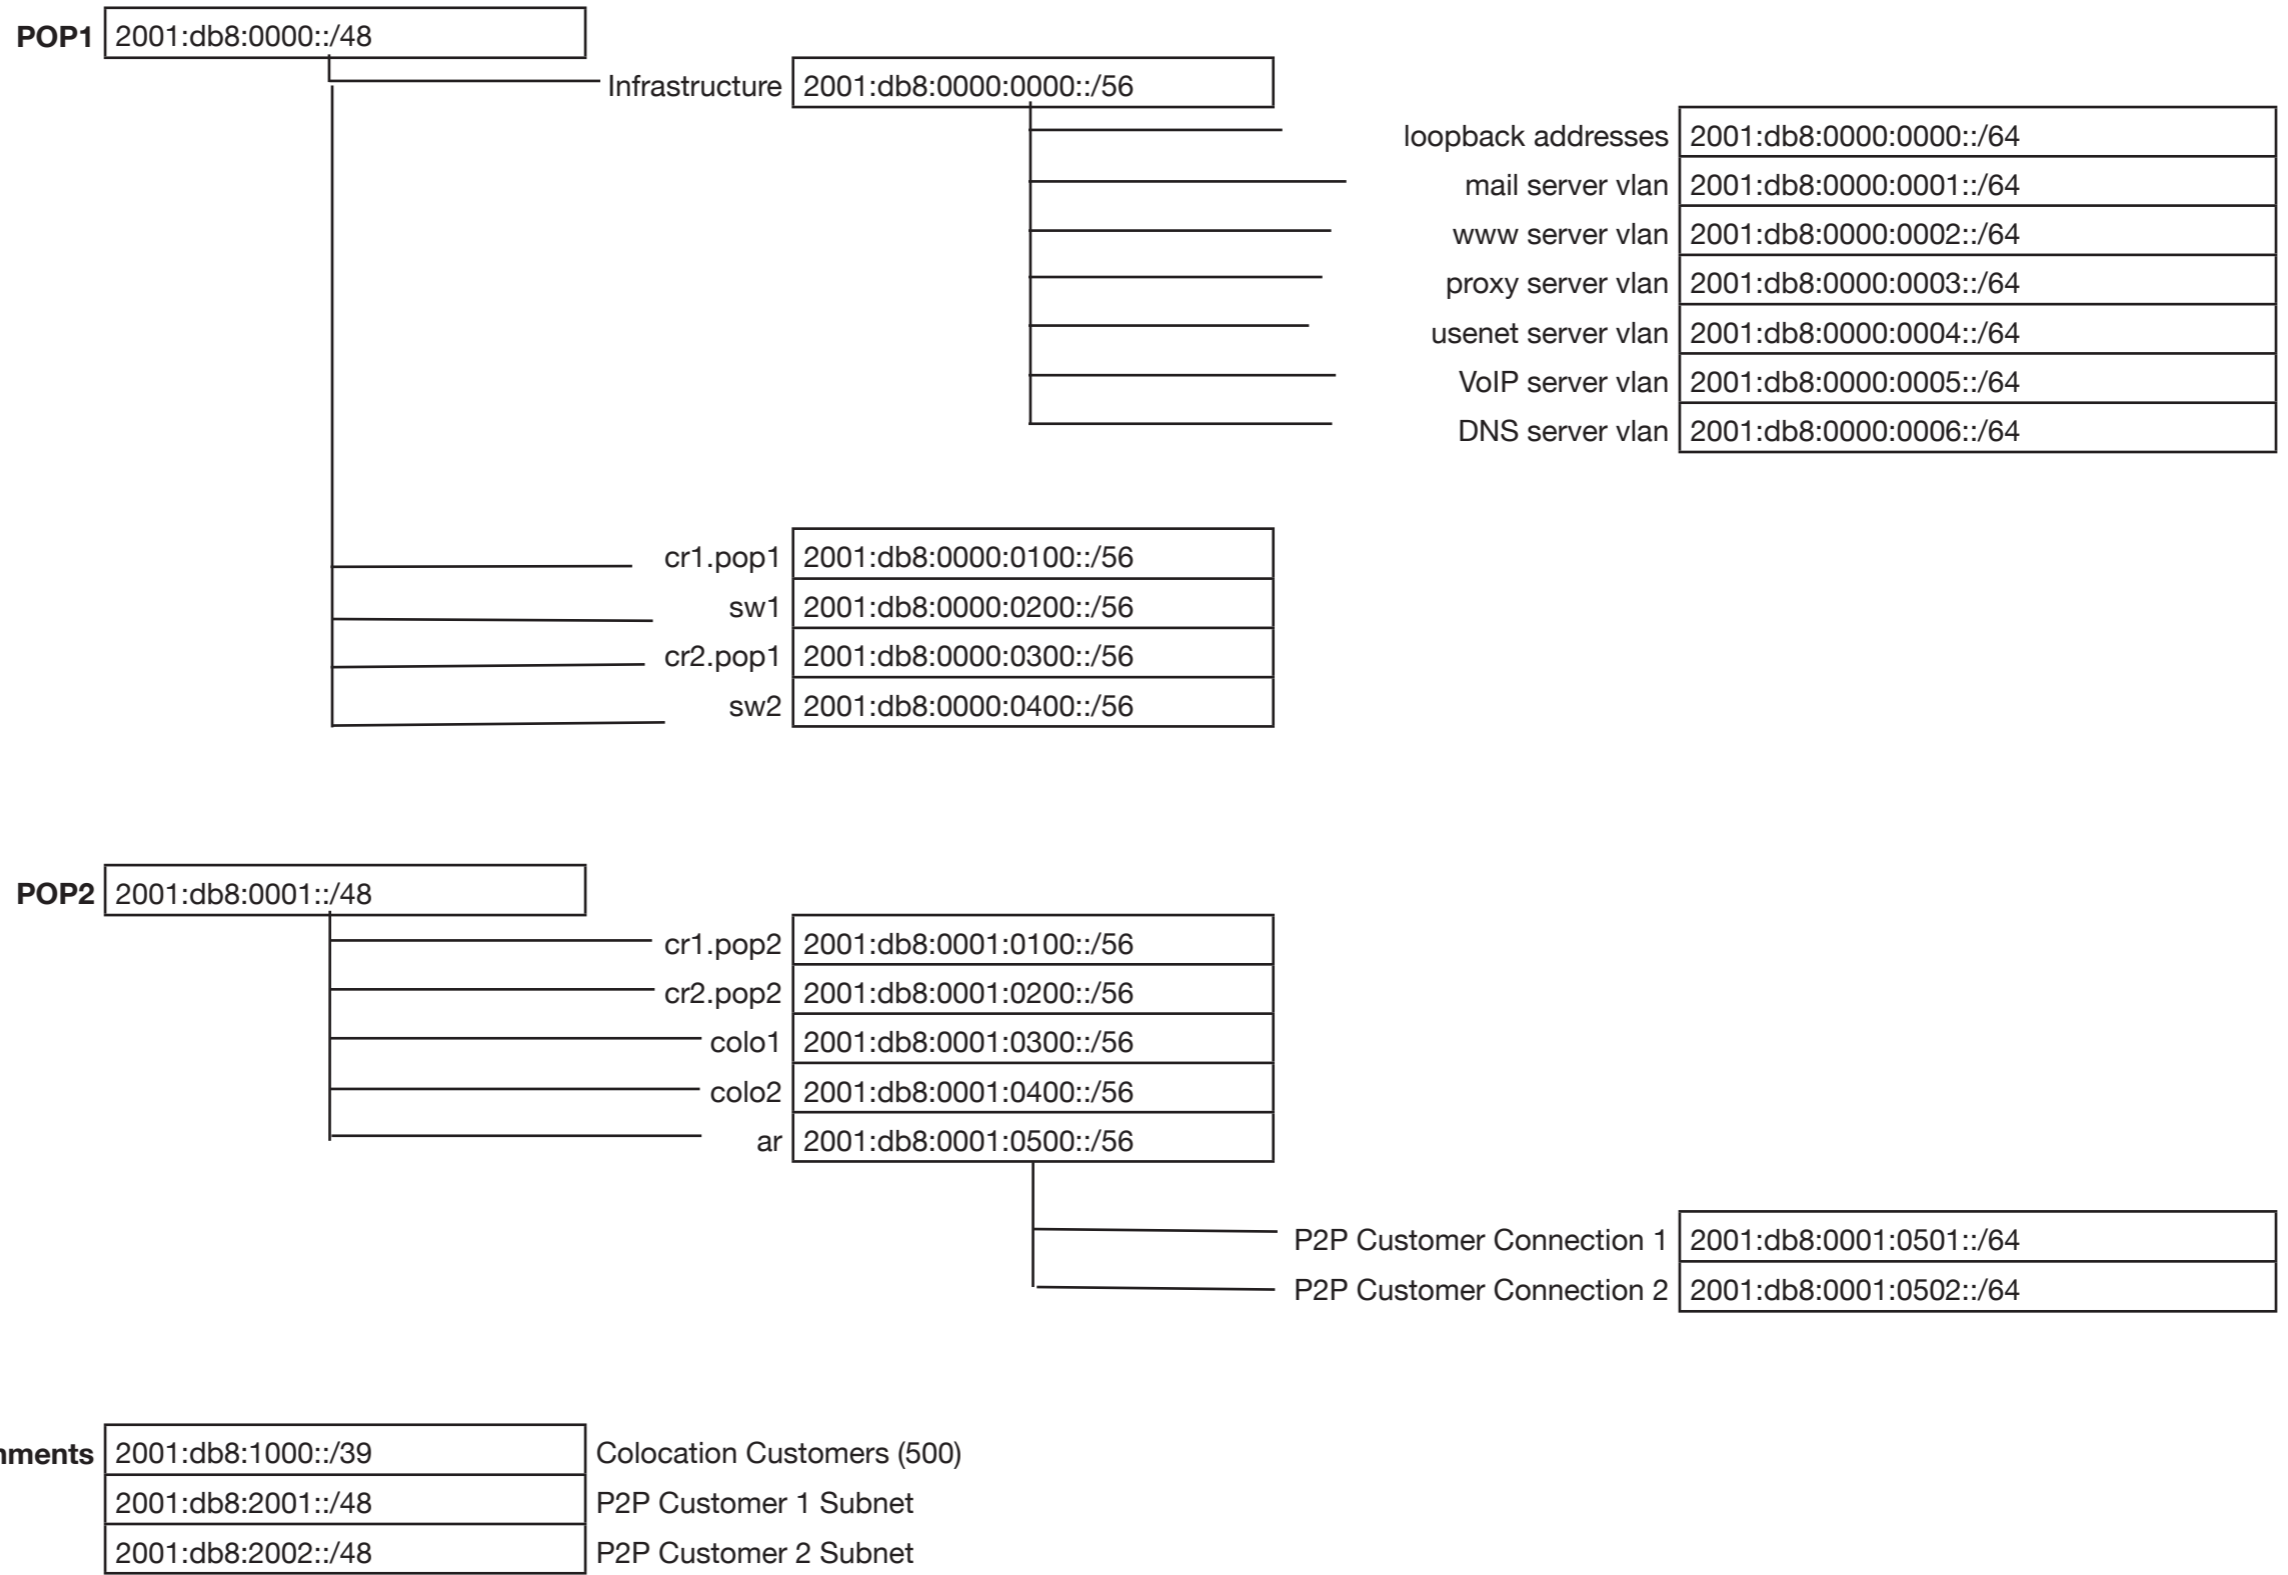 POP1 2001:db8:0000::/48
Infrastructure 2001:db8:0000:0000::/56
loopback addresses 2001:db8:0000:0000::/64
mail server vlan 2001:db8:0000:0001::/64
www server vlan 2001:db8:0000:0002::/64
proxy server vlan 2001:db8:0000:0003::/64
usenet server vlan 2001:db8:0000:0004::/64
VoIP server vlan 2001:db8:0000:0005::/64
DNS server vlan 2001:db8:0000:0006::/64
cr1.pop1 2001:db8:0000:0100::/56
sw1 2001:db8:0000:0200::/56
cr2.pop1 2001:db8:0000:0300::/56
sw2 2001:db8:0000:0400::/56
POP2 2001:db8:0001::/48
cr1.pop2 2001:db8:0001:0100::/56
cr2.pop2 2001:db8:0001:0200::/56
colo1 2001:db8:0001:0300::/56
colo2 2001:db8:0001:0400::/56
ar 2001:db8:0001:0500::/56
P2P Customer Connection 1 2001:db8:0001:0501::/64
P2P Customer Connection 2 2001:db8:0001:0502::/64
2001:db8:1000::/39 Colocation Customers (500)
2001:db8:2001::/48 P2P Customer 1 Subnet
2001:db8:2002::/48 P2P Customer 2 Subnet